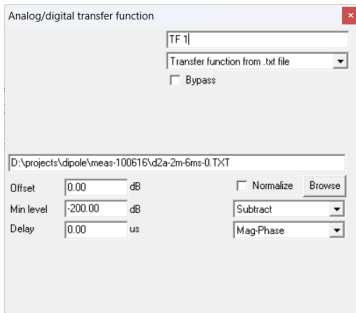 Analog/digital transfer function
TF 1
Transfer function from .txt file
Bypass
D:\projects\dipole\meas-100616\d2a-2m-6ms-0.TXT
Offset 0.00 dB Normalize Browse
Min level -200.00 dB Subtract
Delay 0.00 us Mag-Phase